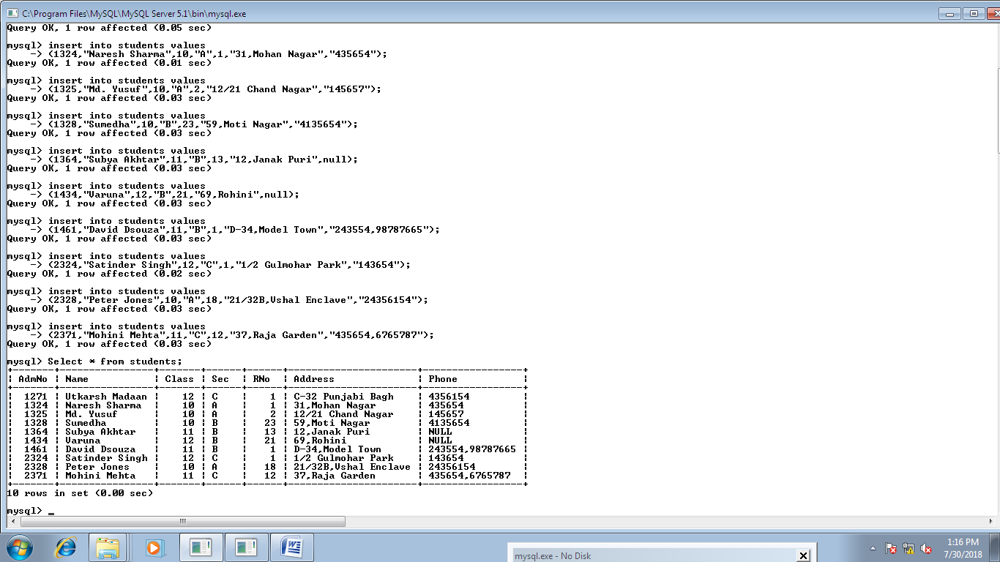 C:\Program Files\MySQL\MySQL Server 5.1\bin\mysql.exe
Query OK, 1 row affected (0.05 sec)
mysql> insert into students values
    -> (1324,"Naresh Sharma",10,"A",1,"31,Mohan Nagar","435654");
Query OK, 1 row affected (0.01 sec)
mysql> insert into students values
    -> (1325,"Md. Yusuf",10,"A",2,"12/21 Chand Nagar","145657");
Query OK, 1 row affected (0.03 sec)
mysql> insert into students values
    -> (1328,"Sumedha",10,"B",23,"59,Moti Nagar","4135654");
Query OK, 1 row affected (0.03 sec)
mysql> insert into students values
    -> (1364,"Subya Akhtar",11,"B",13,"12,Janak Puri",null);
Query OK, 1 row affected (0.03 sec)
mysql> insert into students values
    -> (1434,"Varuna",12,"B",21,"69,Rohini",null);
Query OK, 1 row affected (0.03 sec)
mysql> insert into students values
    -> (1461,"David Dsouza",11,"B",1,"D-34,Model Town","243554,98787665");
Query OK, 1 row affected (0.03 sec)
mysql> insert into students values
    -> (2324,"Satinder Singh",12,"C",1,"1/2 Gulmohar Park","143654");
Query OK, 1 row affected (0.02 sec)
mysql> insert into students values
    -> (2328,"Peter Jones",10,"A",18,"21/32B,Vshal Enclave","24356154");
Query OK, 1 row affected (0.03 sec)
mysql> insert into students values
    -> (2371,"Mohini Mehta",11,"C",12,"37,Raja Garden","435654,6765787");
Query OK, 1 row affected (0.03 sec)
mysql> Select * from students;
| AdmNo | Name | Class | Sec | RNo | Address | Phone |
| 1271 | Utkarsh Madaan | 12 | C | 1 | C-32 Punjabi Bagh | 4356154 |
| 1324 | Naresh Sharma | 10 | A | 1 | 31,Mohan Nagar | 435654 |
| 1325 | Md. Yusuf | 10 | A | 2 | 12/21 Chand Nagar | 145657 |
| 1328 | Sumedha | 10 | B | 23 | 59,Moti Nagar | 4135654 |
| 1364 | Subya Akhtar | 11 | B | 13 | 12,Janak Puri | NULL |
| 1434 | Varuna | 12 | B | 21 | 69,Rohini | NULL |
| 1461 | David Dsouza | 11 | B | 1 | D-34,Model Town | 243554,98787665 |
| 2324 | Satinder Singh | 12 | C | 1 | 1/2 Gulmohar Park | 143654 |
| 2328 | Peter Jones | 10 | A | 18 | 21/32B,Vshal Enclave | 24356154 |
| 2371 | Mohini Mehta | 11 | C | 12 | 37,Raja Garden | 435654,6765787 |
10 rows in set (0.00 sec)
mysql> _
mysql.exe - No Disk
1:16 PM
7/30/2018